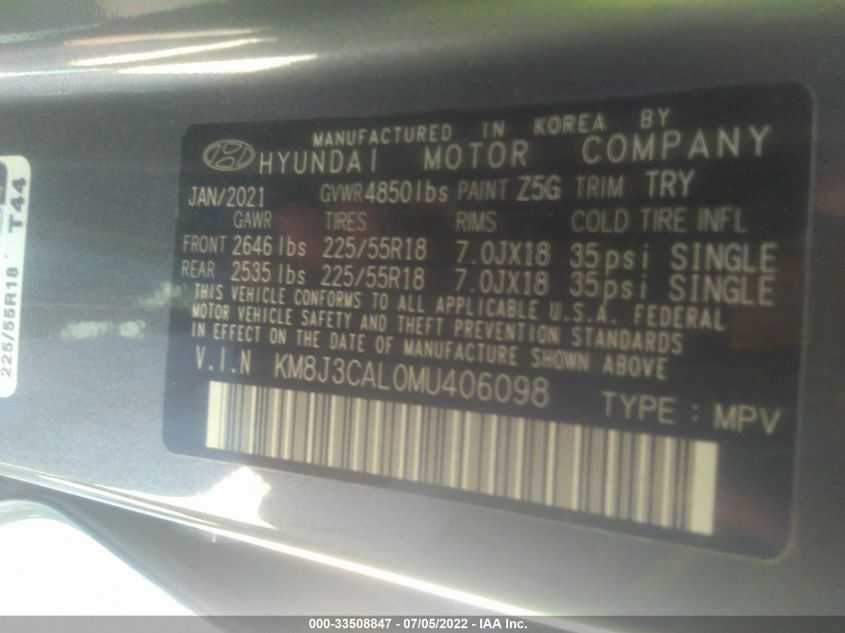 MANUFACTURED IN KOREA BY
HYUNDAI MOTOR COMPANY
JAN/2021 GVWR 4850lbs PAINT Z5G TRIM TRY
GAWR TIRES RIMS COLD TIRE INFL
FRONT 2646 lbs 225/55R18 7.0JX18 35psi SINGLE
REAR 2535 lbs 225/55R18 7.0JX18 35psi SINGLE
THIS VEHICLE CONFORMS TO ALL APPLICABLE U.S.A. FEDERAL
MOTOR VEHICLE SAFETY AND THEFT PREVENTION STANDARDS
IN EFFECT ON THE DATE OF MANUFACTURE SHOWN ABOVE
V.I.N KM8J3CAL0MU406098
TYPE : MPV
225/55R18 T44
000-33508847 - 07/05/2022 - IAA Inc.